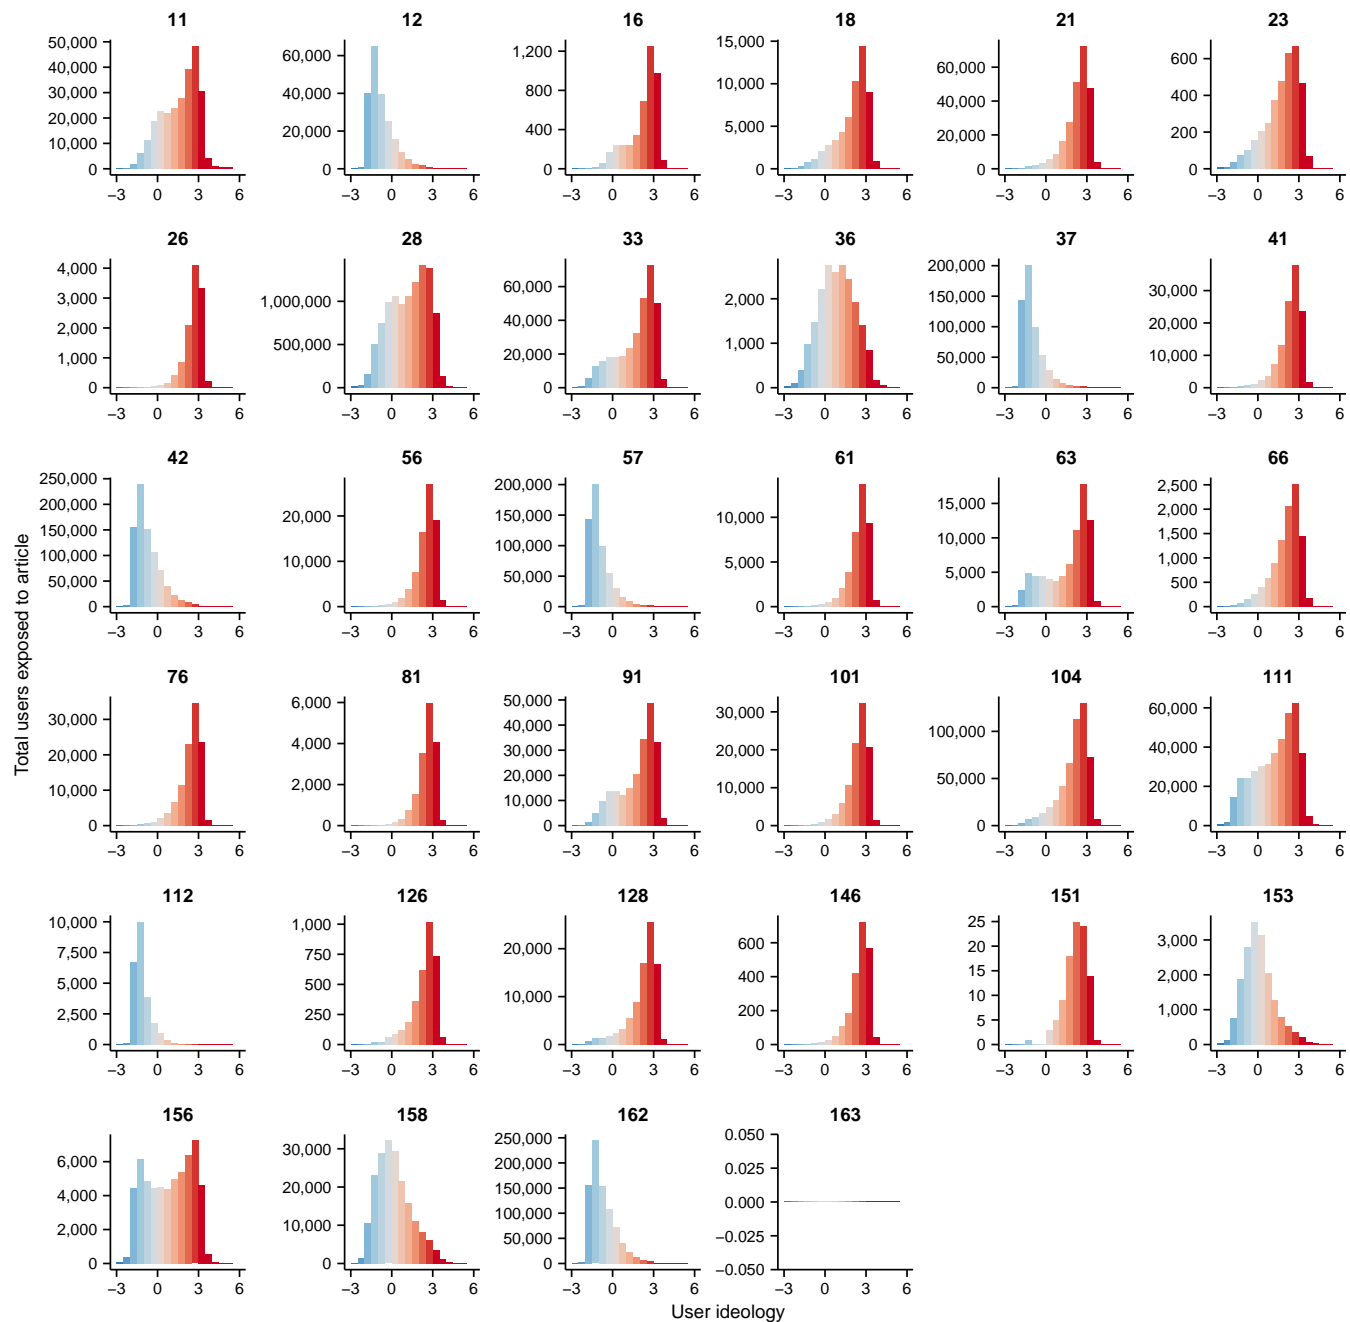 11 12 16 18 21 23
50,000 40,000 30,000 20,000 10,000 0
60,000 40,000 20,000 0
1,200 800 400 0
15,000 10,000 5,000 0
60,000 40,000 20,000 0
600 400 200 0
−3 0 3 6 −3 0 3 6 −3 0 3 6 −3 0 3 6 −3 0 3 6 −3 0 3 6
26 28 33 36 37 41
4,000 3,000 2,000 1,000 0
1,000,000 500,000 0
60,000 40,000 20,000 0
2,000 1,000 0
200,000 150,000 100,000 50,000 0
30,000 20,000 10,000 0
−3 0 3 6 −3 0 3 6 −3 0 3 6 −3 0 3 6 −3 0 3 6 −3 0 3 6
Total users exposed to article
42 56 57 61 63 66
250,000 200,000 150,000 100,000 50,000 0
20,000 10,000 0
200,000 150,000 100,000 50,000 0
10,000 5,000 0
15,000 10,000 5,000 0
2,500 2,000 1,500 1,000 500 0
−3 0 3 6 −3 0 3 6 −3 0 3 6 −3 0 3 6 −3 0 3 6 −3 0 3 6
76 81 91 101 104 111
30,000 20,000 10,000 0
6,000 4,000 2,000 0
50,000 40,000 30,000 20,000 10,000 0
30,000 20,000 10,000 0
100,000 50,000 0
60,000 40,000 20,000 0
−3 0 3 6 −3 0 3 6 −3 0 3 6 −3 0 3 6 −3 0 3 6 −3 0 3 6
112 126 128 146 151 153
10,000 7,500 5,000 2,500 0
1,000 750 500 250 0
20,000 10,000 0
600 400 200 0
25 20 15 10 5 0
3,000 2,000 1,000 0
−3 0 3 6 −3 0 3 6 −3 0 3 6 −3 0 3 6 −3 0 3 6 −3 0 3 6
156 158 162 163
6,000 4,000 2,000 0
30,000 20,000 10,000 0
250,000 200,000 150,000 100,000 50,000 0
0.050 0.025 0.000 −0.025 −0.050
−3 0 3 6 −3 0 3 6 −3 0 3 6 −3 0 3 6
User ideology